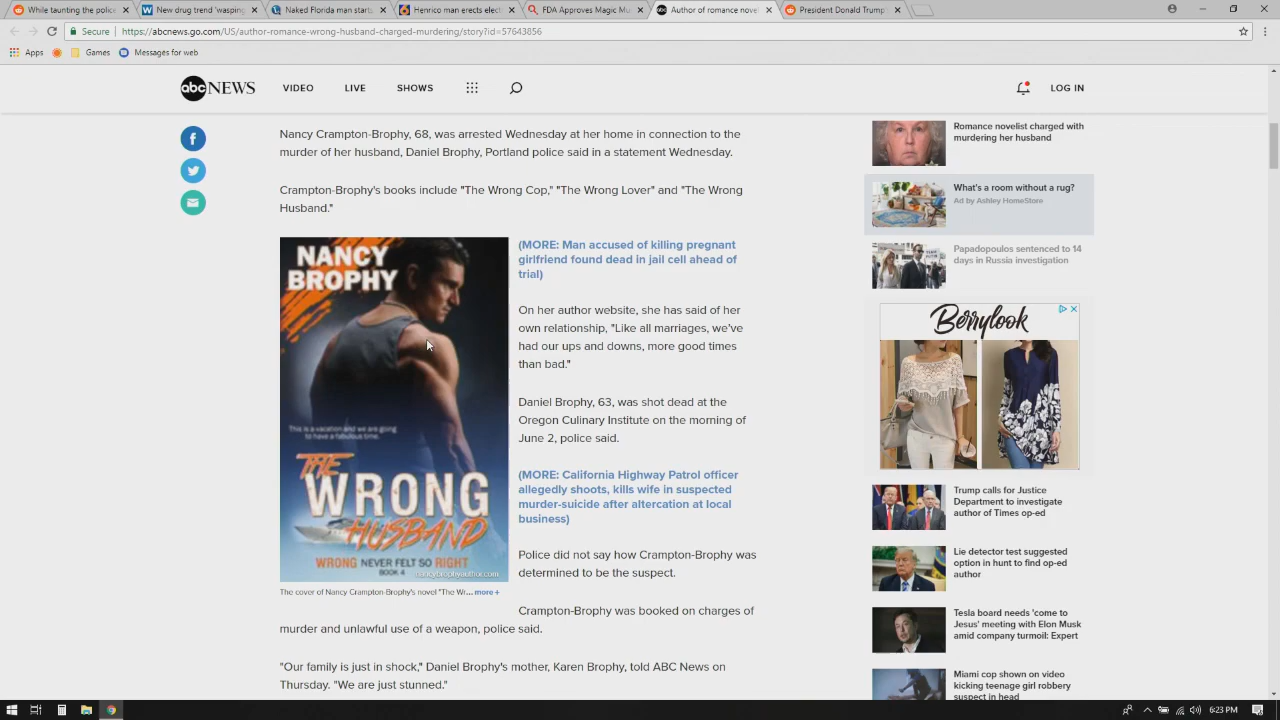 While taunting the polic
New drug trend 'wasping'
Naked Florida man startl
Henrico man erects elect
FDA Approves Magic Mu
Author of romance nove
President Donald Trump
Secure
https://abcnews.go.com/US/author-romance-wrong-husband-charged-murdering/story?id=57643856
Apps
Games
Messages for web
abc NEWS
VIDEO
LIVE
SHOWS
LOG IN
Nancy Crampton-Brophy, 68, was arrested Wednesday at her home in connection to the
murder of her husband, Daniel Brophy, Portland police said in a statement Wednesday.
Crampton-Brophy's books include "The Wrong Cop," "The Wrong Lover" and "The Wrong
Husband."
NANCY
BROPHY
This is a vacation and we are going
to have a fabulous time.
THE
WRONG
HUSBAND
WRONG NEVER FELT SO RIGHT
BOOK 4
nancybrophyauthor.com
The cover of Nancy Crampton-Brophy's novel "The Wr... more +
(MORE: Man accused of killing pregnant
girlfriend found dead in jail cell ahead of
trial)
On her author website, she has said of her
own relationship, "Like all marriages, we've
had our ups and downs, more good times
than bad."
Daniel Brophy, 63, was shot dead at the
Oregon Culinary Institute on the morning of
June 2, police said.
(MORE: California Highway Patrol officer
allegedly shoots, kills wife in suspected
murder-suicide after altercation at local
business)
Police did not say how Crampton-Brophy was
determined to be the suspect.
Crampton-Brophy was booked on charges of
murder and unlawful use of a weapon, police said.
"Our family is just in shock," Daniel Brophy's mother, Karen Brophy, told ABC News on
Thursday. "We are just stunned."
Romance novelist charged with
murdering her husband
What's a room without a rug?
Ad by Ashley HomeStore
Papadopoulos sentenced to 14
days in Russia investigation
Berrylook
Trump calls for Justice
Department to investigate
author of Times op-ed
Lie detector test suggested
option in hunt to find op-ed
author
Tesla board needs 'come to
Jesus' meeting with Elon Musk
amid company turmoil: Expert
Miami cop shown on video
kicking teenage girl robbery
suspect in head
6:23 PM